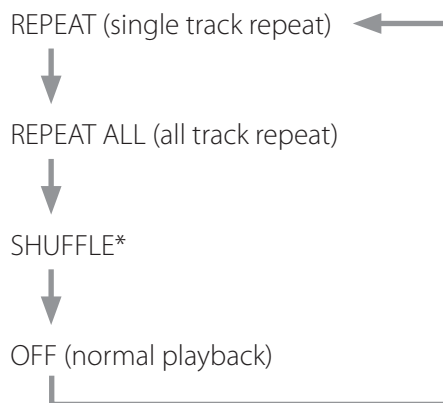 REPEAT (single track repeat)
REPEAT ALL (all track repeat)
SHUFFLE*
OFF (normal playback)